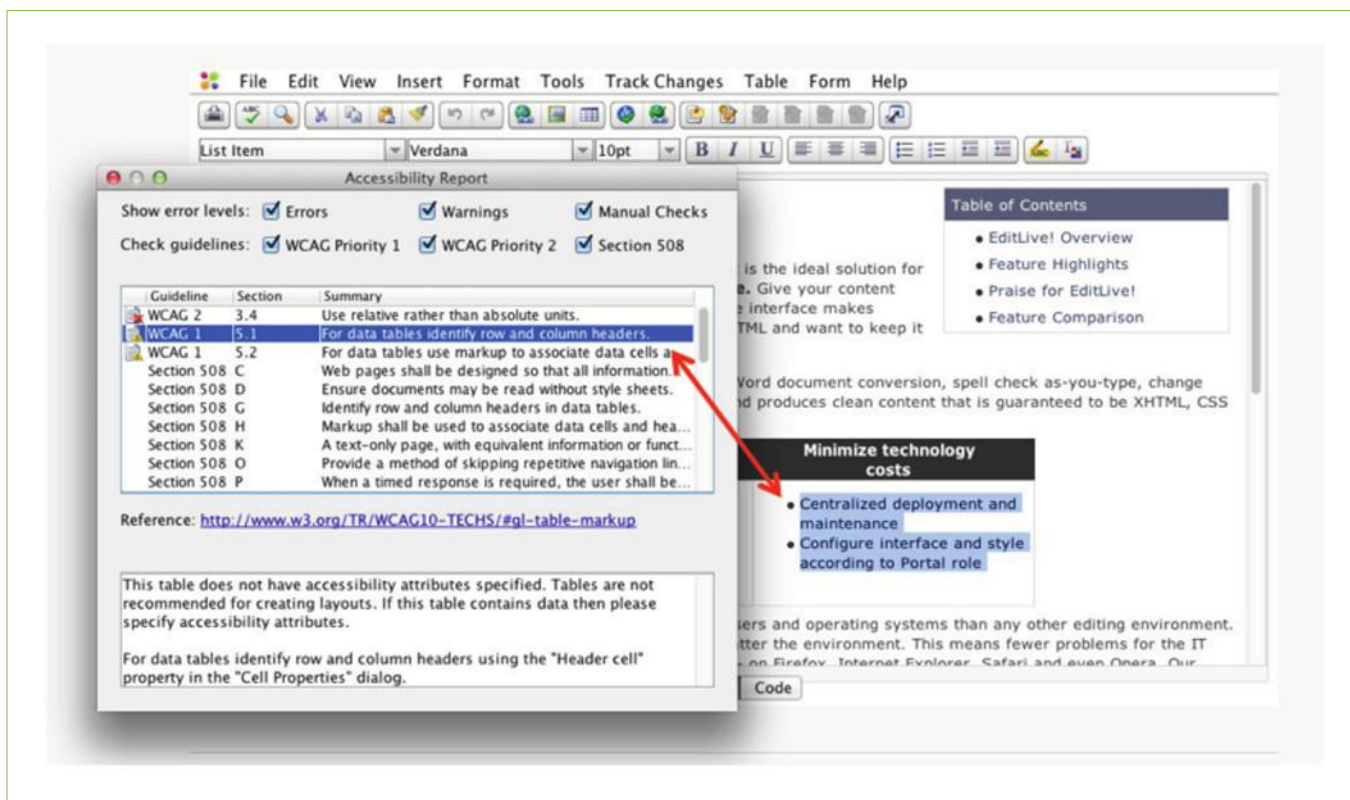 File Edit View Insert Format Tools Track Changes Table Form Help
List Item Verdana 10pt B I U
Accessibility Report
Show error levels: Errors Warnings Manual Checks
Check guidelines: WCAG Priority 1 WCAG Priority 2 Section 508
Guideline Section Summary
WCAG 2 3.4 Use relative rather than absolute units.
WCAG 1 5.1 For data tables identify row and column headers.
WCAG 1 5.2 For data tables use markup to associate data cells a
Section 508 C Web pages shall be designed so that all information.
Section 508 D Ensure documents may be read without style sheets.
Section 508 G Identify row and column headers in data tables.
Section 508 H Markup shall be used to associate data cells and hea...
Section 508 K A text-only page, with equivalent information or funct...
Section 508 O Provide a method of skipping repetitive navigation lin...
Section 508 P When a timed response is required, the user shall be...
Reference: http://www.w3.org/TR/WCAG10-TECHS/#gl-table-markup
This table does not have accessibility attributes specified. Tables are not
recommended for creating layouts. If this table contains data then please
specify accessibility attributes.
For data tables identify row and column headers using the "Header cell"
property in the "Cell Properties" dialog.
Table of Contents
EditLive! Overview
Feature Highlights
Praise for EditLive!
Feature Comparison
is the ideal solution for
e. Give your content
interface makes
TML and want to keep it
Word document conversion, spell check as-you-type, change
nd produces clean content that is guaranteed to be XHTML, CSS
Minimize technology
costs
Centralized deployment and
maintenance
Configure interface and style
according to Portal role
sers and operating systems than any other editing environment.
tter the environment. This means fewer problems for the IT
on Firefox, Internet Explorer, Safari and even Opera. Our
Code